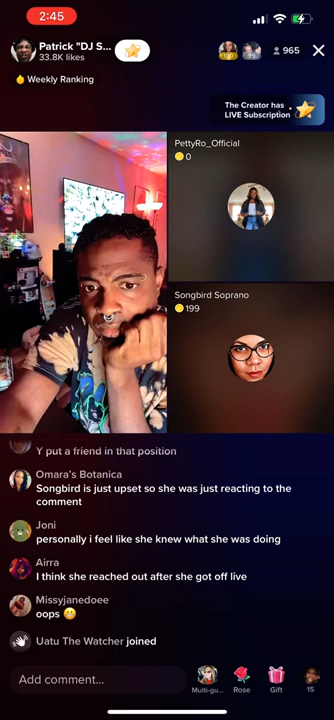 2:45
Patrick "DJ S...
33.8K likes
100
965
Weekly Ranking
The Creator has
LIVE Subscription
PettyRo_Official
0
Songbird Soprano
199
Y put a friend in that position
Omara's Botanica
Songbird is just upset so she was just reacting to the
comment
Joni
personally i feel like she knew what she was doing
Airra
I think she reached out after she got off live
Missyjanedoee
oops 😬
Uatu The Watcher joined
Add comment...
Multi-gu...
Rose
Gift
15